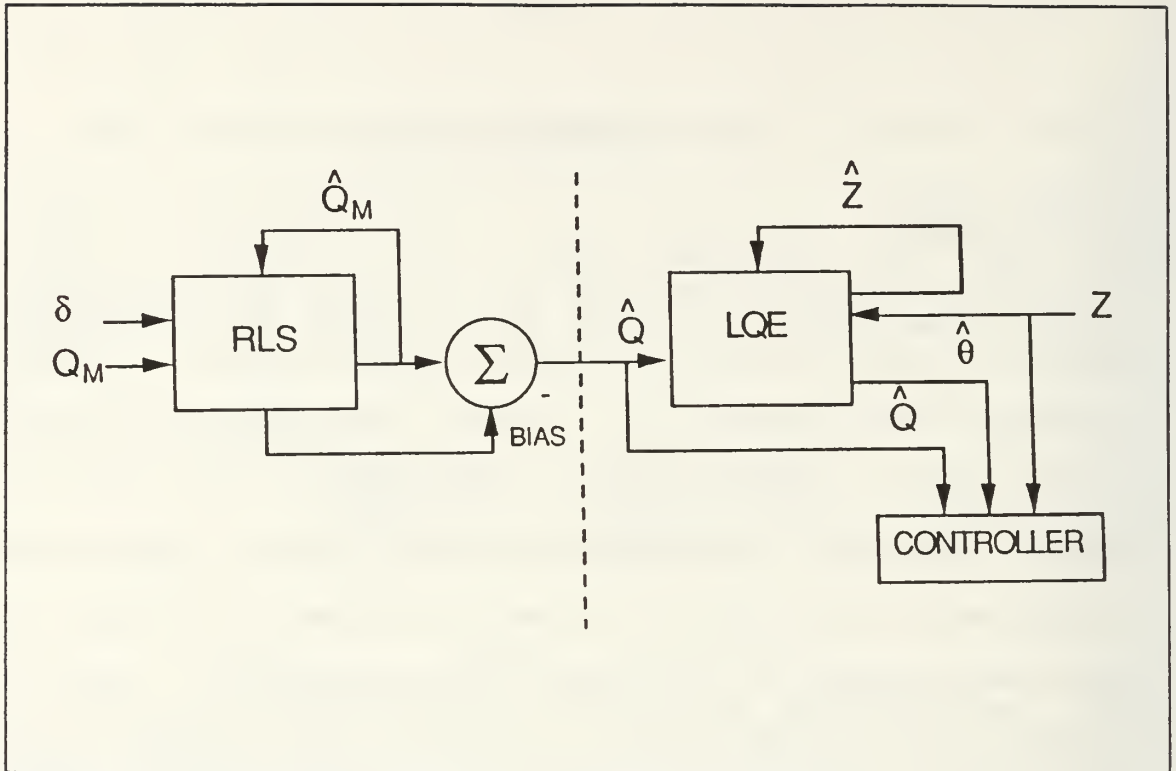 Q̂M
Ẑ
δ
QM
RLS
Σ
-
BIAS
Q̂
LQE
Z
θ̂
Q̂
CONTROLLER